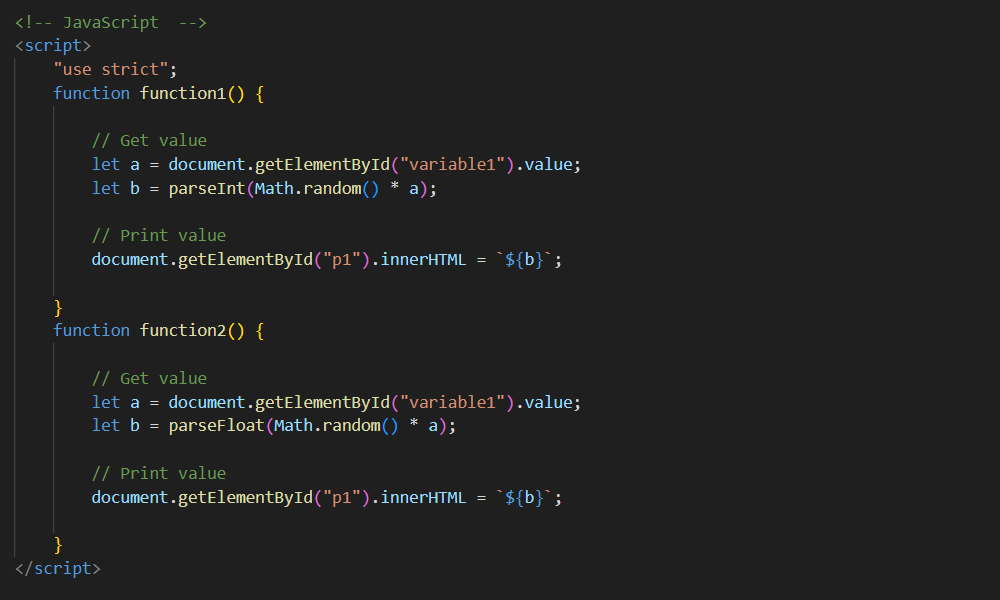 <!-- JavaScript  -->
<script>
    "use strict";
    function function1() {

        // Get value
        let a = document.getElementById("variable1").value;
        let b = parseInt(Math.random() * a);

        // Print value
        document.getElementById("p1").innerHTML = `${b}`;

    }
    function function2() {

        // Get value
        let a = document.getElementById("variable1").value;
        let b = parseFloat(Math.random() * a);

        // Print value
        document.getElementById("p1").innerHTML = `${b}`;

    }
</script>